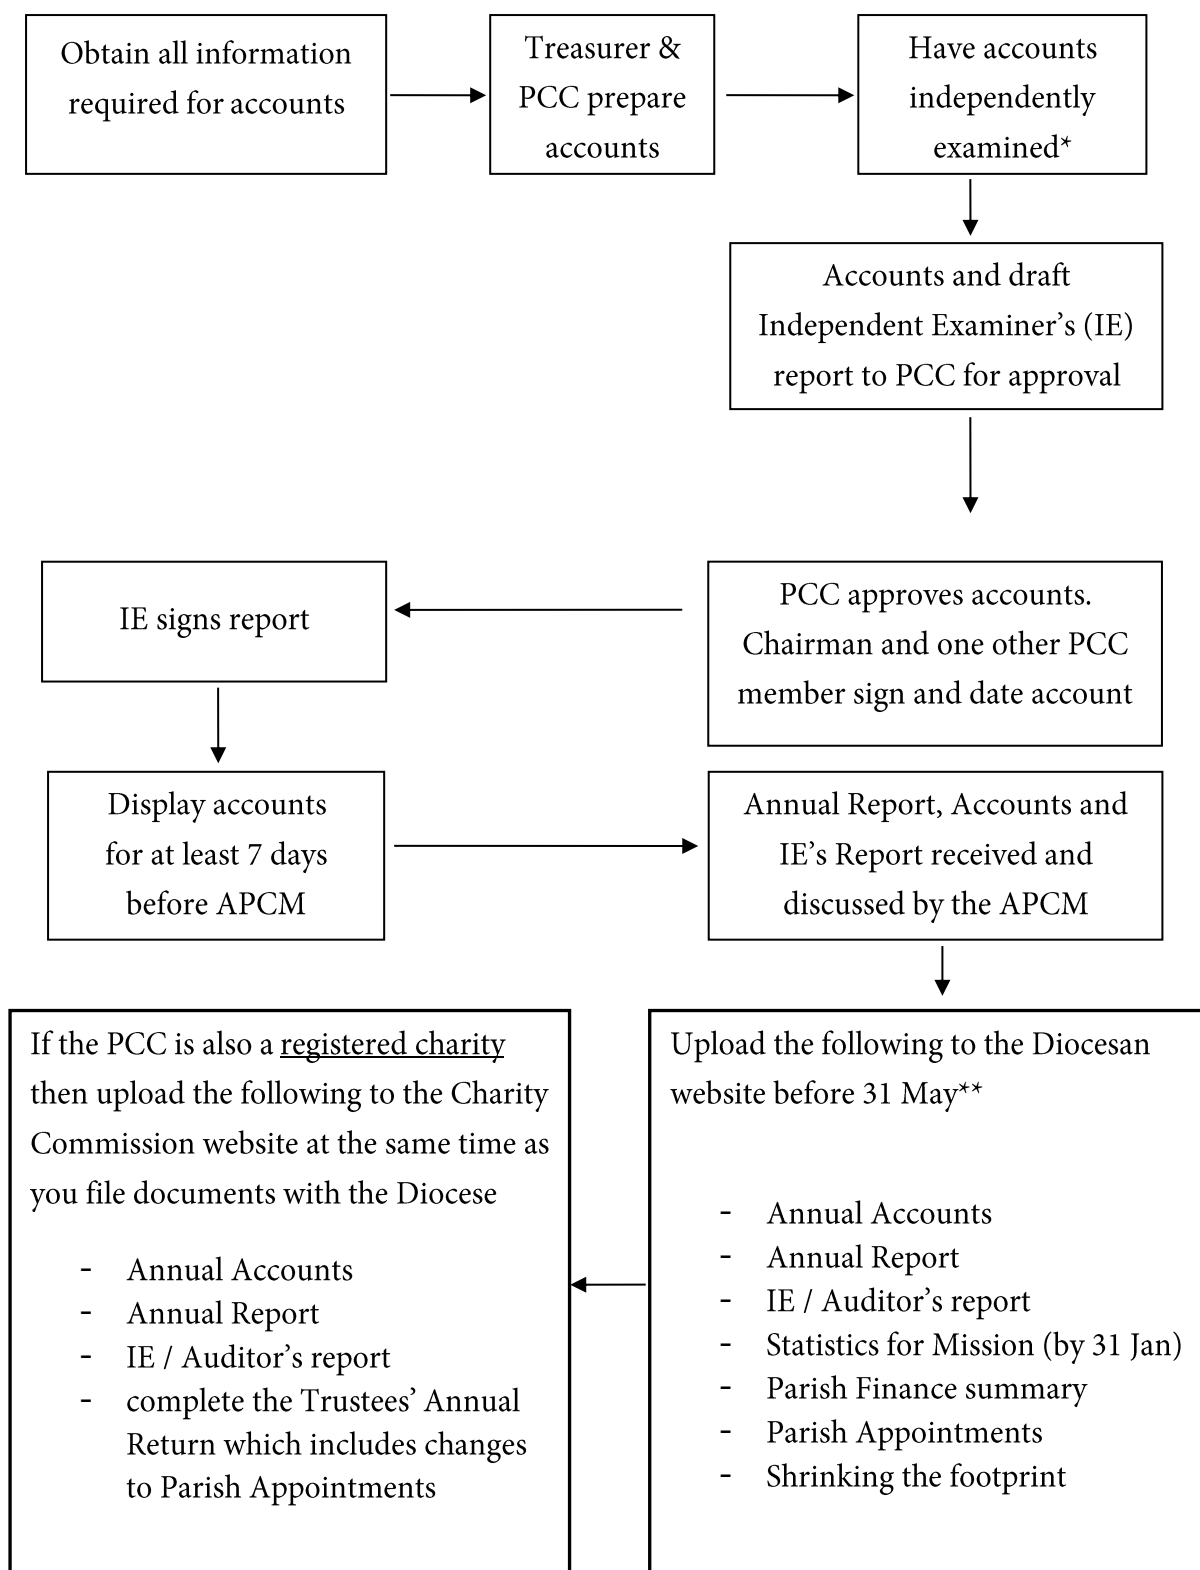 Obtain all information
required for accounts
Treasurer &
PCC prepare
accounts
Have accounts
independently
examined*
Accounts and draft
Independent Examiner’s (IE)
report to PCC for approval
PCC approves accounts.
Chairman and one other PCC
member sign and date account
IE signs report
Display accounts
for at least 7 days
before APCM
Annual Report, Accounts and
IE’s Report received and
discussed by the APCM
Upload the following to the Diocesan
website before 31 May**
- Annual Accounts
- Annual Report
- IE / Auditor’s report
- Statistics for Mission (by 31 Jan)
- Parish Finance summary
- Parish Appointments
- Shrinking the footprint
If the PCC is also a registered charity
then upload the following to the Charity
Commission website at the same time as
you file documents with the Diocese
- Annual Accounts
- Annual Report
- IE / Auditor’s report
- complete the Trustees’ Annual
Return which includes changes
to Parish Appointments